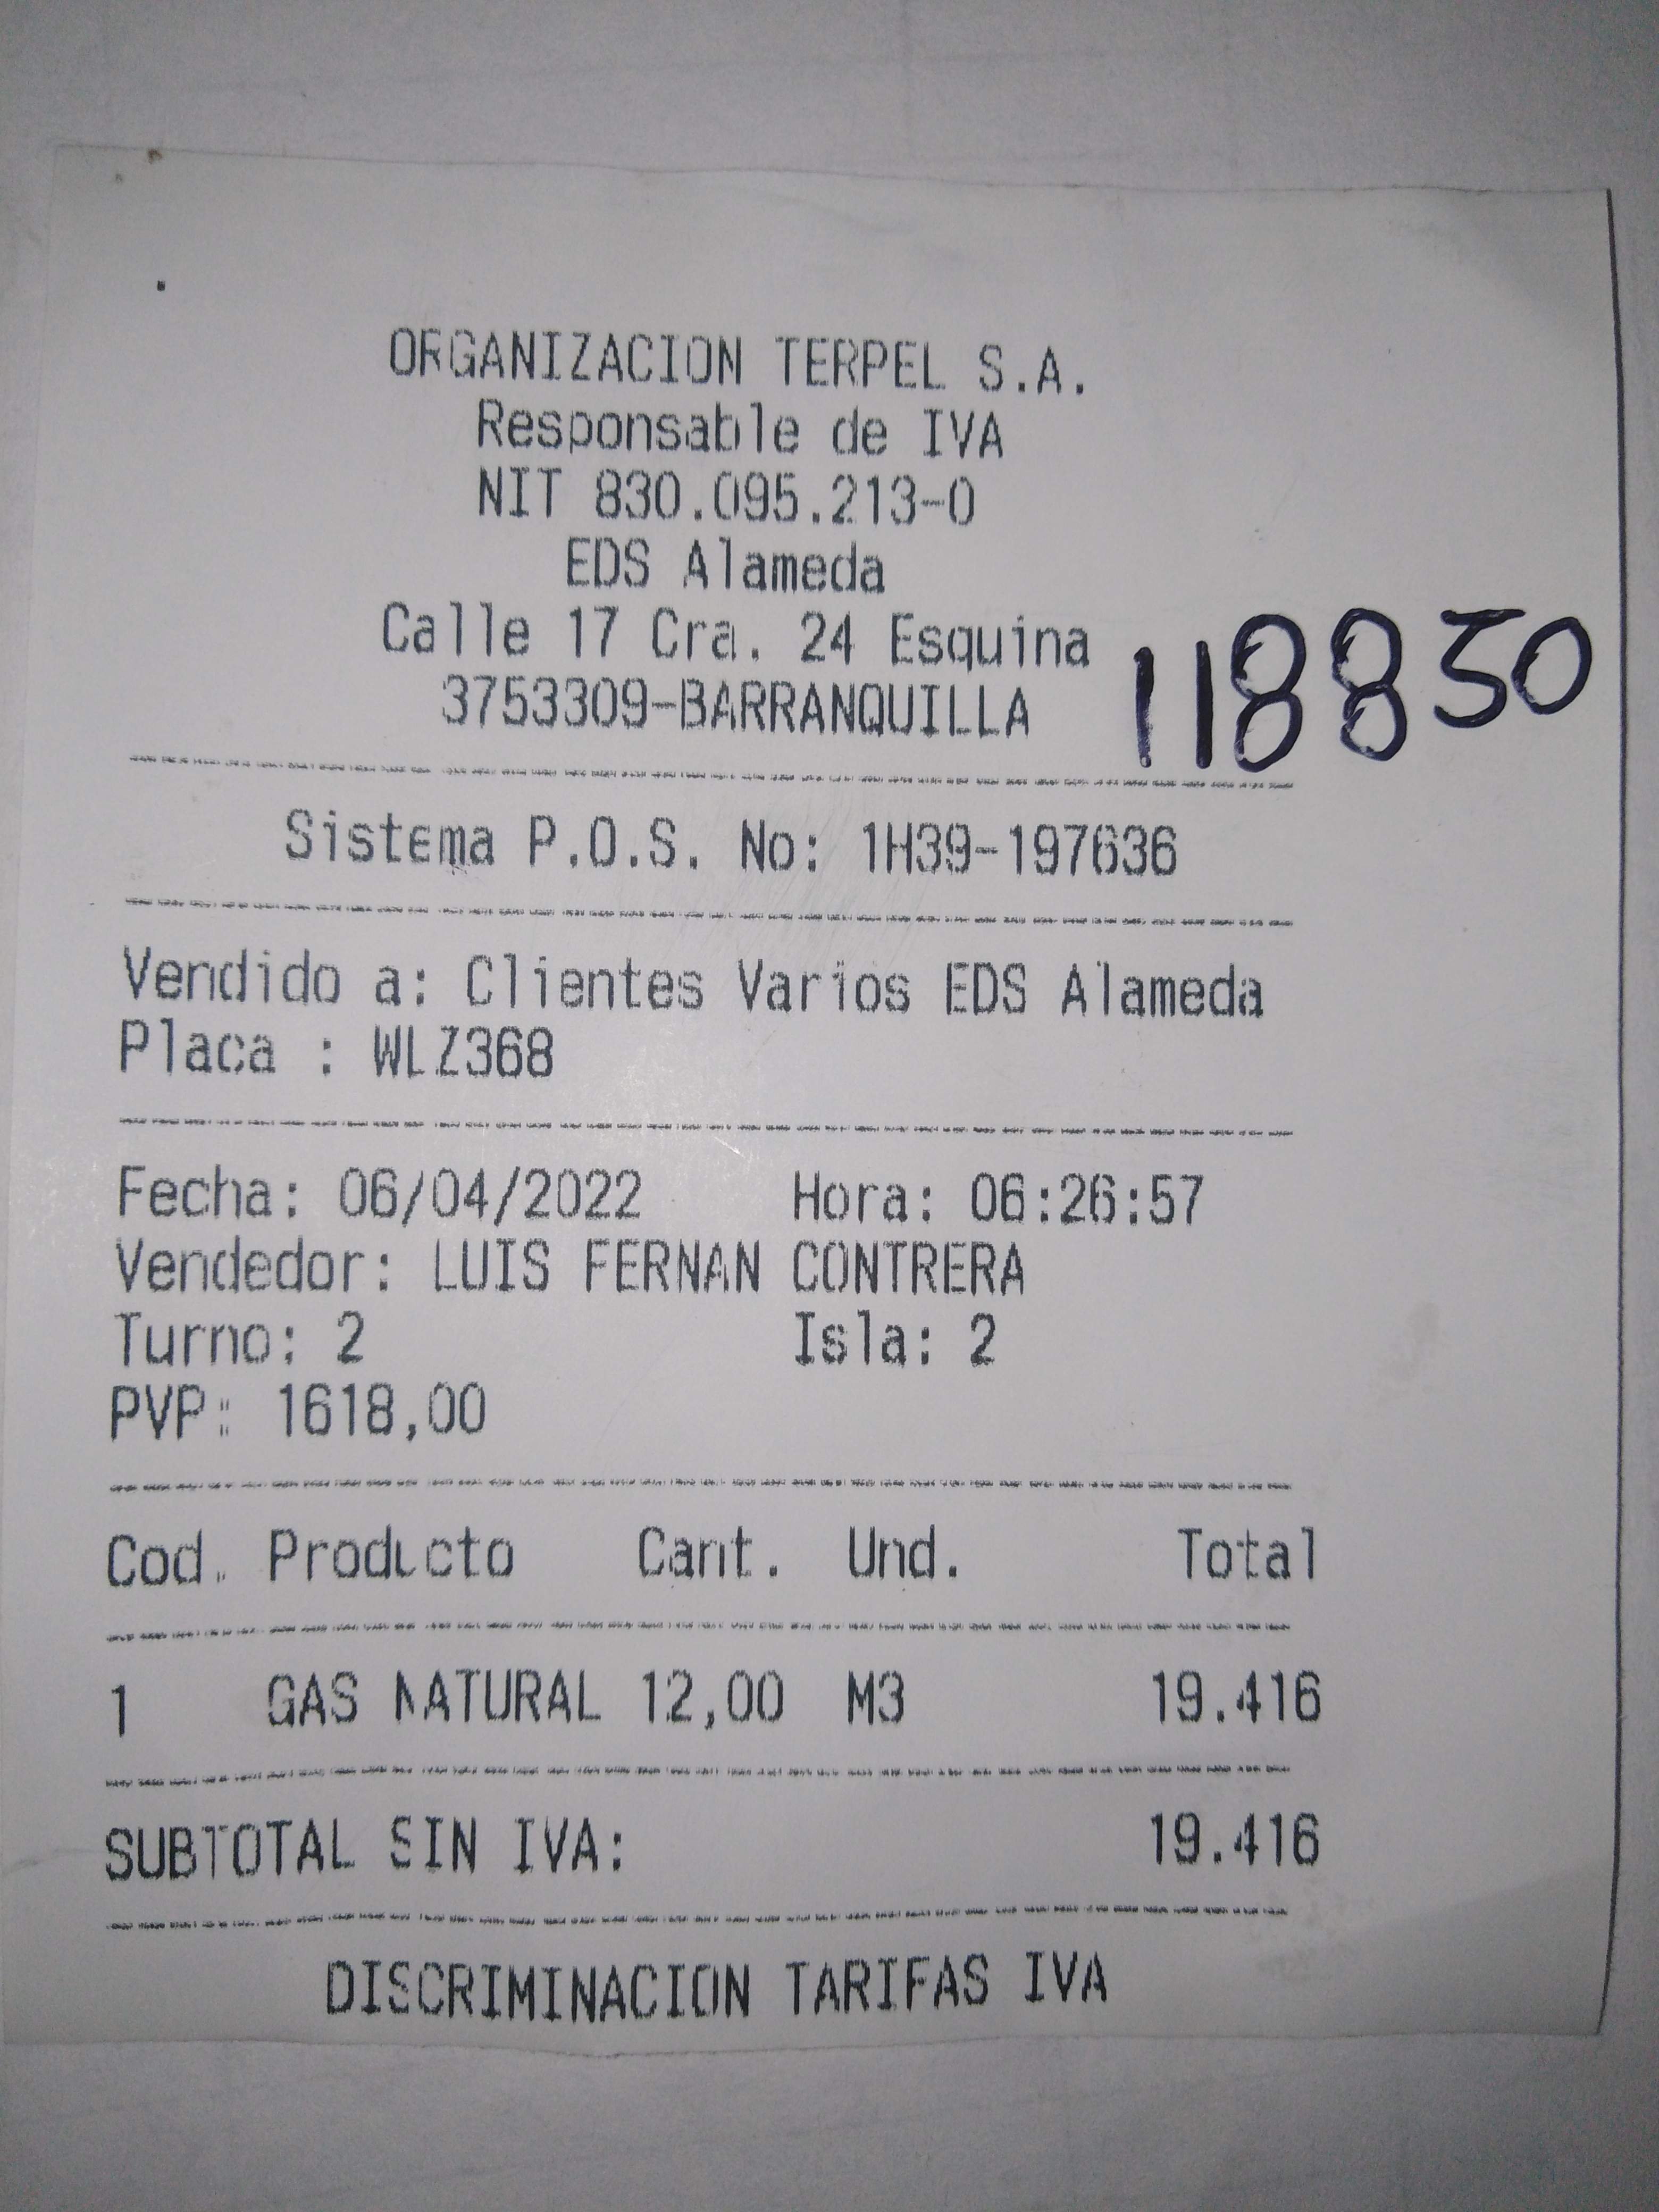 ORGANIZACION TERPEL S.A.
Responsable de IVA
NIT 830.095.213-0
EDS Alameda
Calle 17 Cra. 24 Esquina
3753309-BARRANQUILLA
118850
Sistema P.O.S. No: 1H39-197636
Vendido a: Clientes Varios EDS Alameda
Placa : WLZ368
Fecha: 06/04/2022 Hora: 06:26:57
Vendedor: LUIS FERNAN CONTRERA
Turno: 2 Isla: 2
PVP: 1618,00
Cod. Producto Cant. Und. Total
1 GAS NATURAL 12,00 M3 19.416
SUBTOTAL SIN IVA: 19.416
DISCRIMINACION TARIFAS IVA